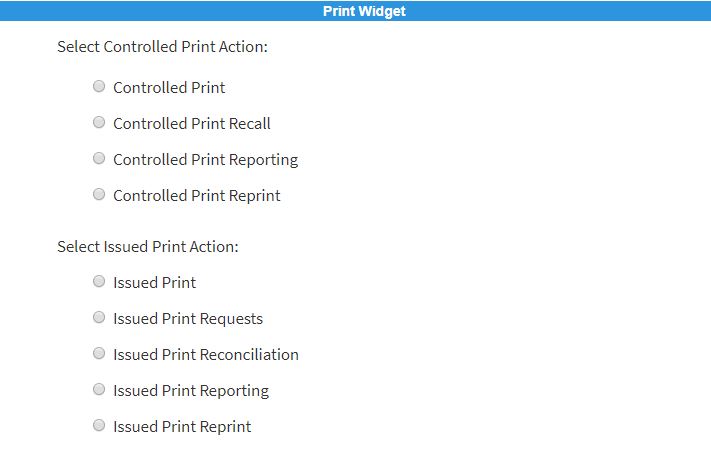 Print Widget
Select Controlled Print Action:
Controlled Print
Controlled Print Recall
Controlled Print Reporting
Controlled Print Reprint
Select Issued Print Action:
Issued Print
Issued Print Requests
Issued Print Reconciliation
Issued Print Reporting
Issued Print Reprint